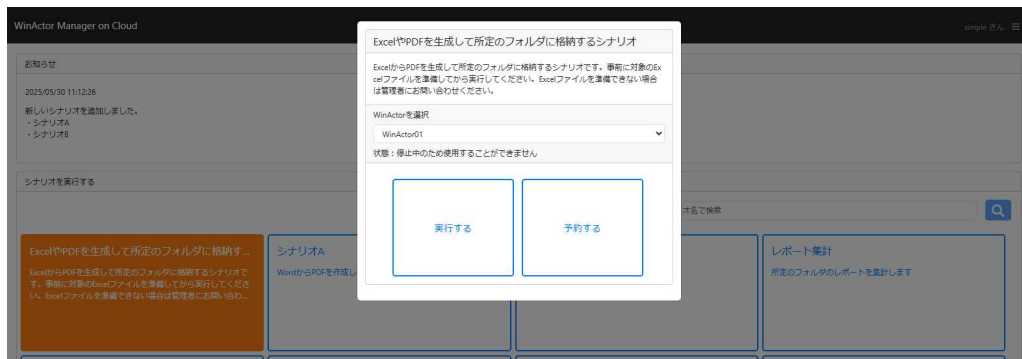 WinActor Manager on Cloud
simple さん
お知らせ
2025/05/30 11:12:26
新しいシナリオを追加しました。
・シナリオA
・シナリオB
シナリオを実行する
ExcelやPDFを生成して所定のフォルダに格納するシナリオ
ExcelからPDFを生成して所定のフォルダに格納するシナリオです。事前に対象のEx
celファイルを準備してから実行してください。Excelファイルを準備できない場合
は管理者にお問い合わせください。
WinActorを選択
WinActor01
状態：停止中のため使用することができません
実行する
予約する
オ名で検索
ExcelやPDFを生成して所定のフォルダに格納す...
ExcelからPDFを生成して所定のフォルダに格納するシナリオで
す。事前に対象のExcelファイルを準備してから実行してくださ
い。Excelファイルを準備できない場合は管理者にお問い合わ...
シナリオA
WordからPDFを作成し
レポート集計
所定のフォルダのレポートを集計します